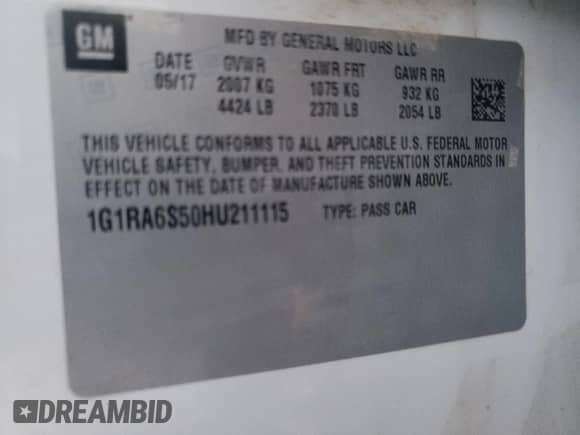 GM
MFD BY GENERAL MOTORS LLC
DATE GVWR GAWR FRT GAWR RR
05/17 2007 KG 1075 KG 932 KG
4424 LB 2370 LB 2054 LB
THIS VEHICLE CONFORMS TO ALL APPLICABLE U.S. FEDERAL MOTOR
VEHICLE SAFETY, BUMPER, AND THEFT PREVENTION STANDARDS IN
EFFECT ON THE DATE OF MANUFACTURE SHOWN ABOVE.
1G1RA6S50HU211115 TYPE: PASS CAR
DREAMBID